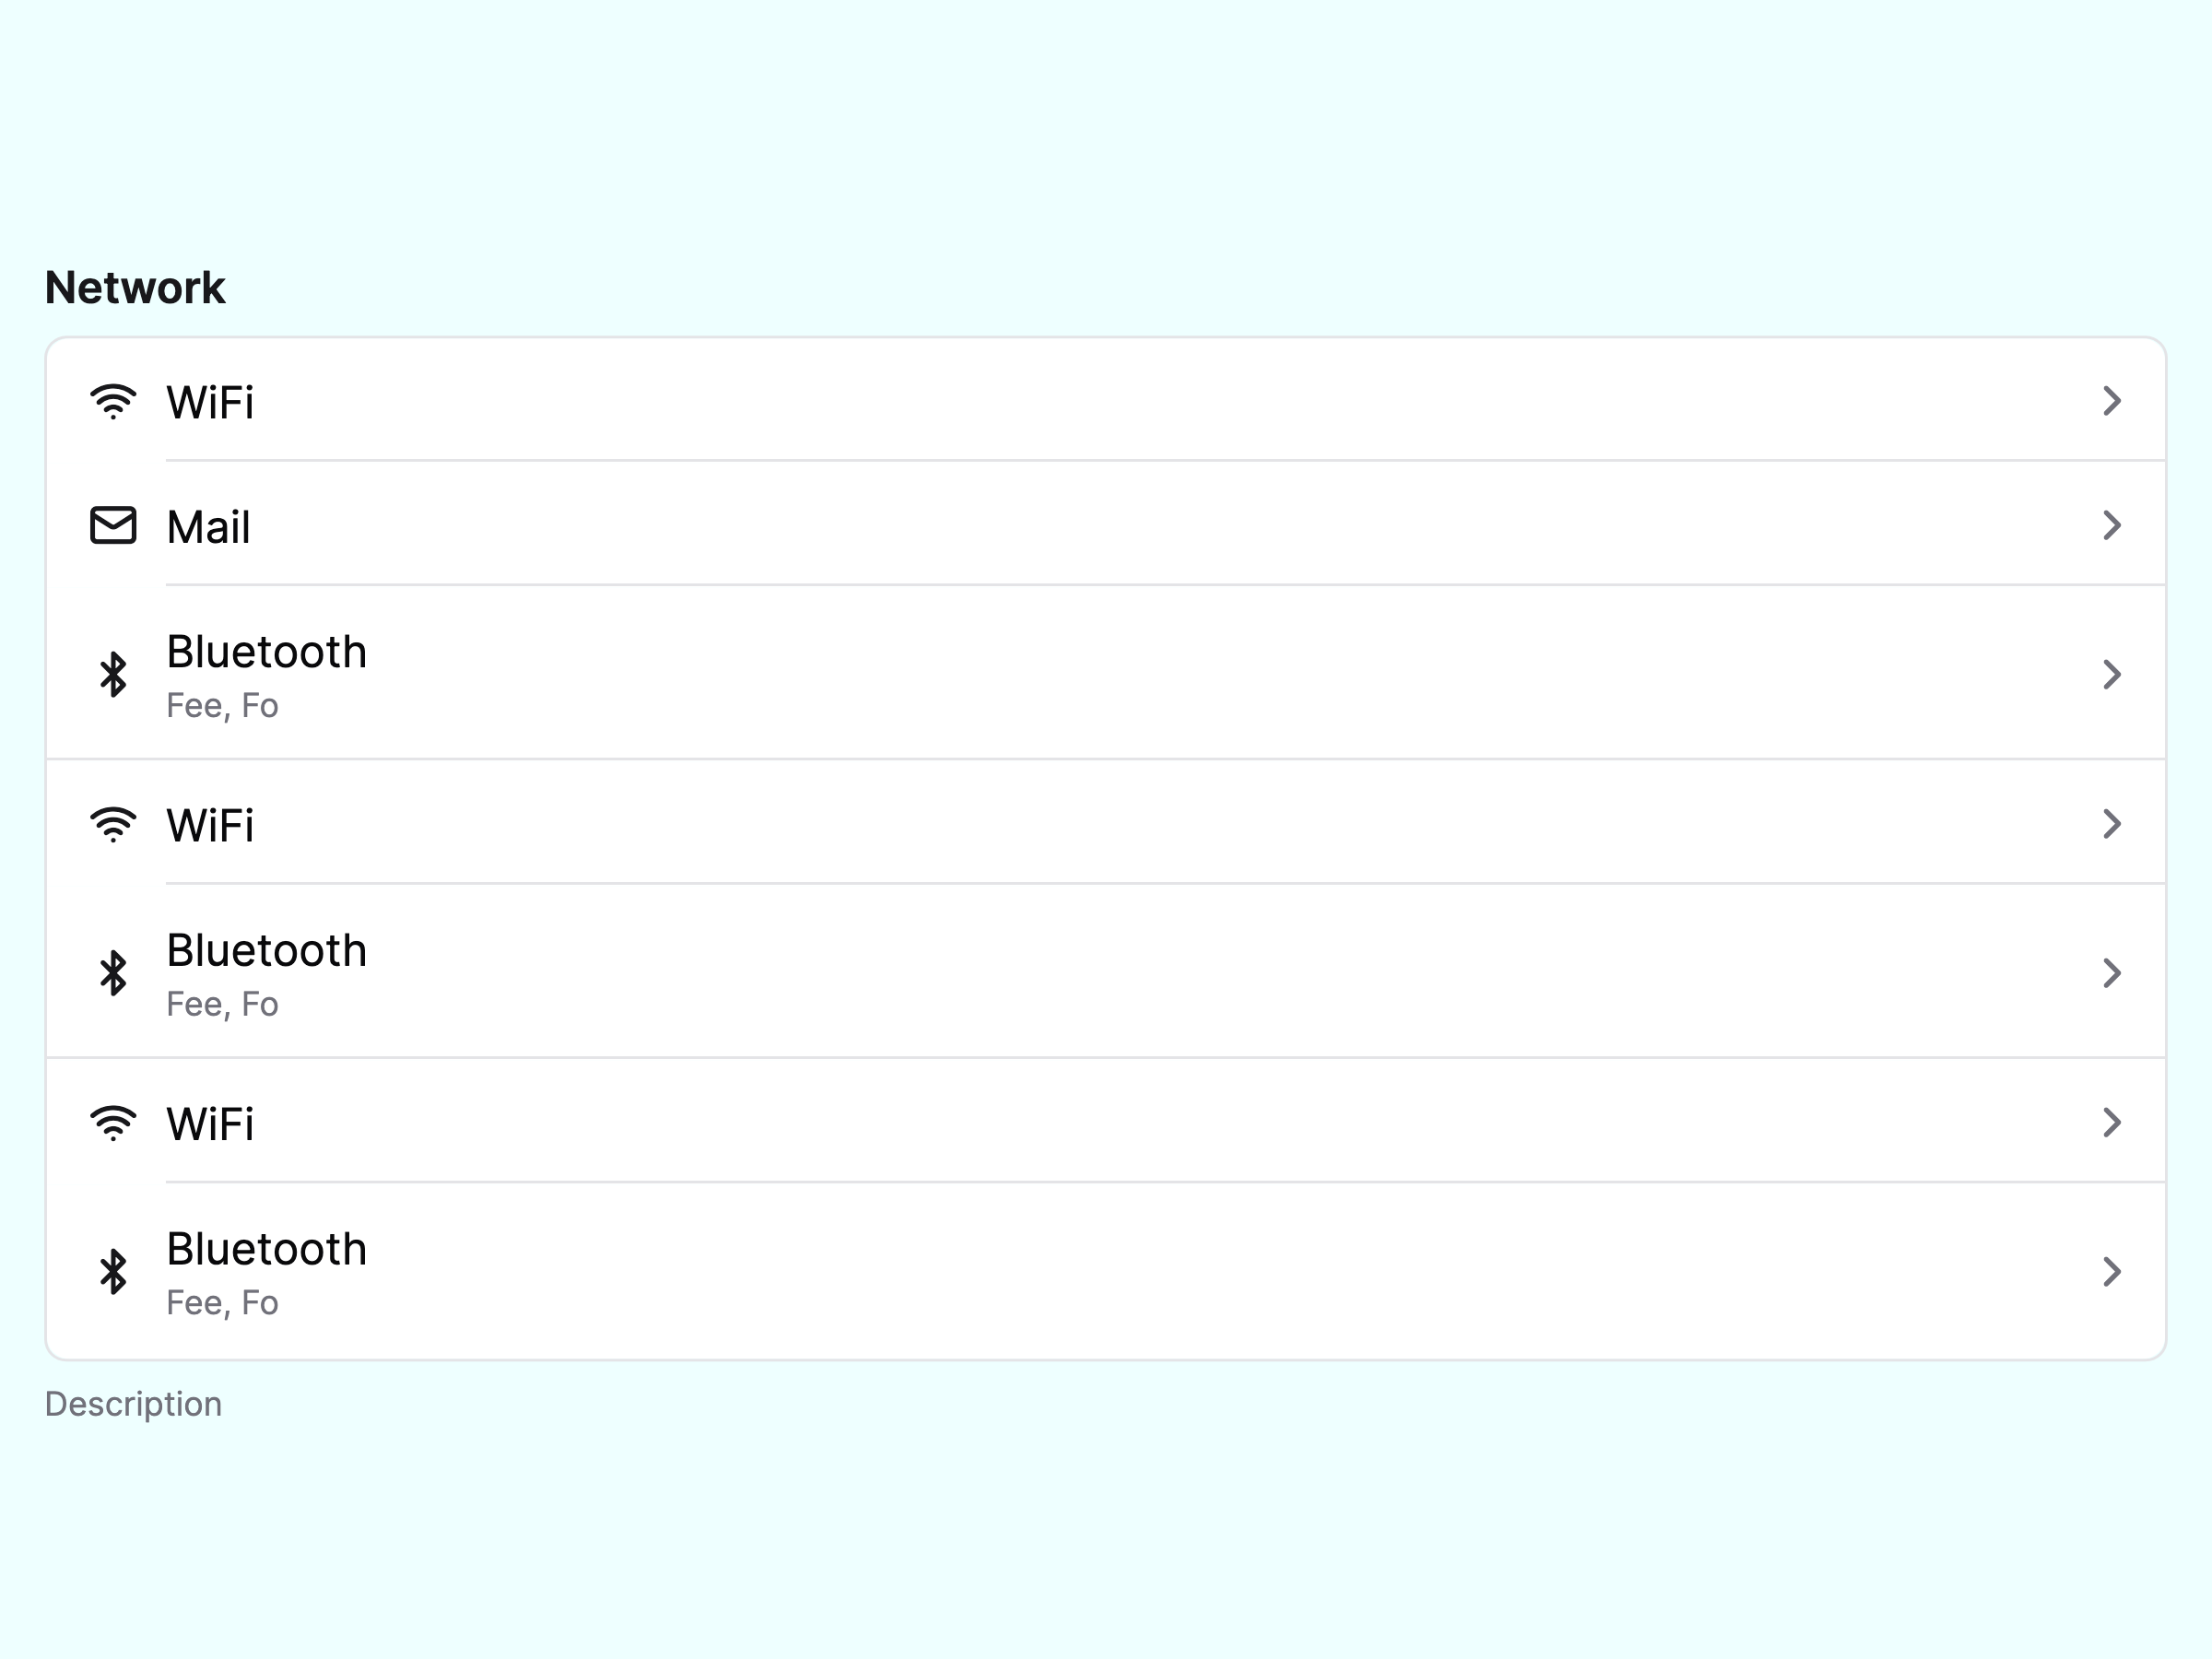 Network
WiFi
Mail
Bluetooth
Fee, Fo
WiFi
Bluetooth
Fee, Fo
WiFi
Bluetooth
Fee, Fo
Description